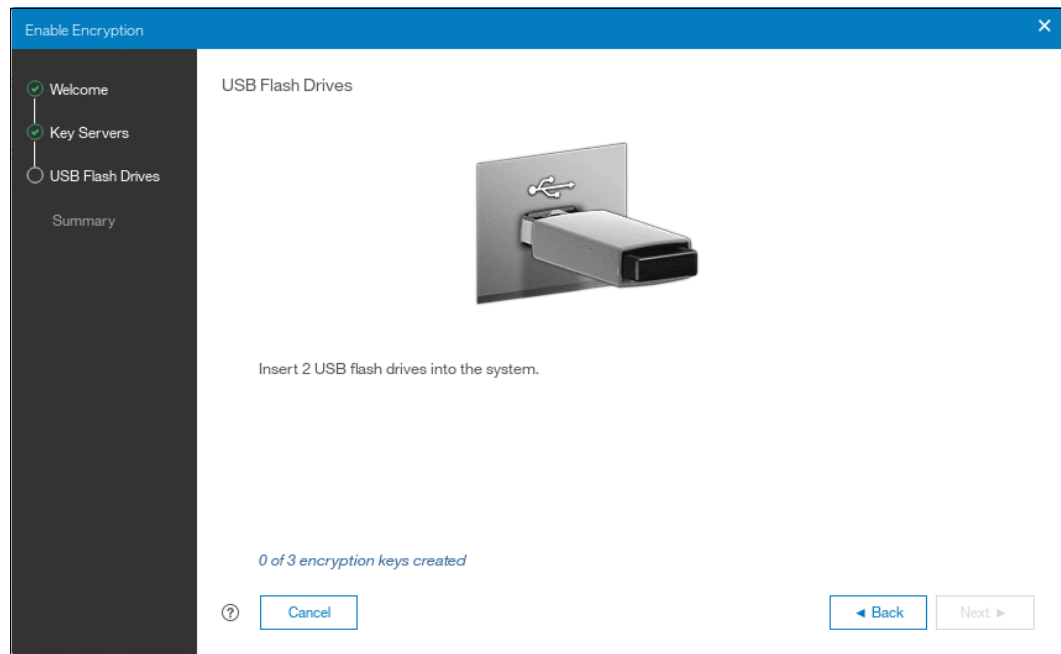 Enable Encryption
Welcome
Key Servers
USB Flash Drives
Summary
USB Flash Drives
Insert 2 USB flash drives into the system.
0 of 3 encryption keys created
?
Cancel
◄ Back
Next ►